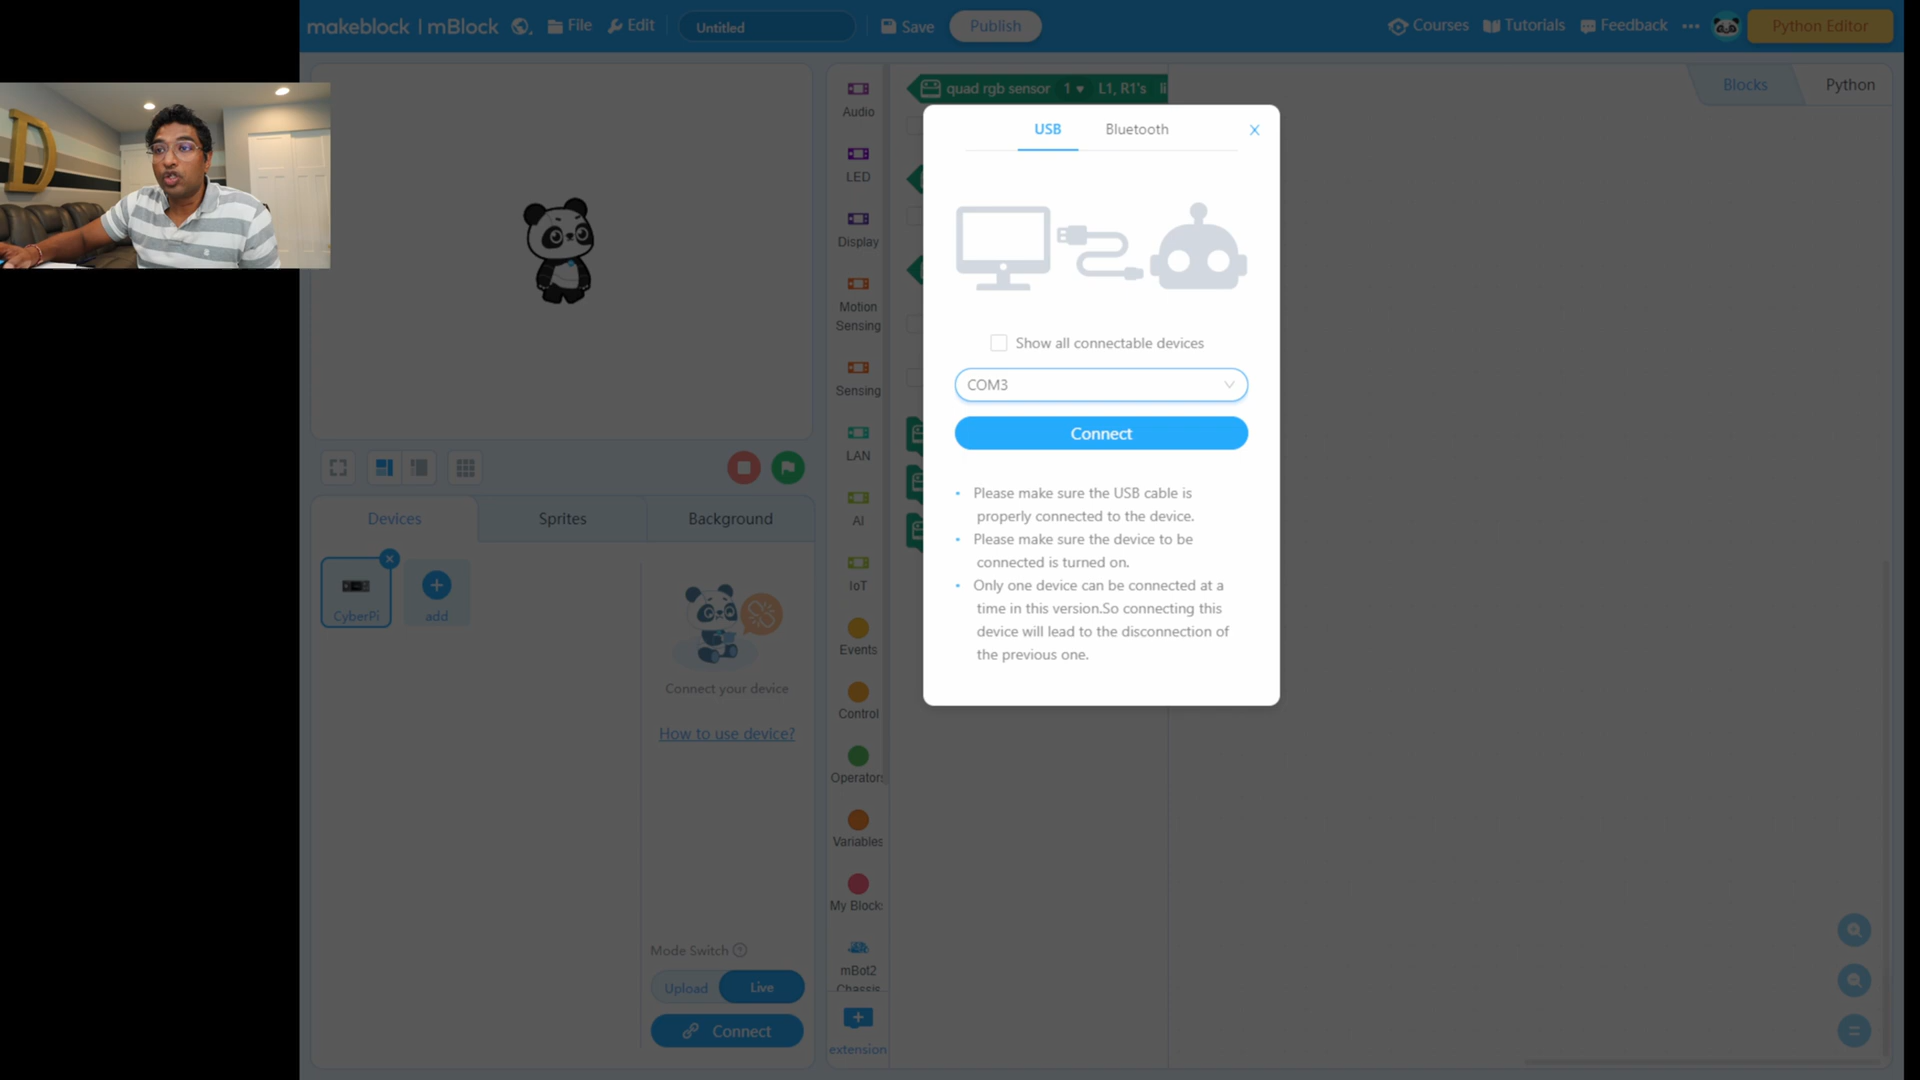 makeblock | mBlock
File
Edit
Untitled
Save
Publish
Courses
Tutorials
Feedback
Python Editor
Audio
LED
Display
Motion
Sensing
Sensing
LAN
AI
IoT
Events
Control
Operators
Variables
My Blocks
mBot2
Chassis
extension
quad rgb sensor 1 L1, R1's li
Blocks
Python
USB
Bluetooth
Show all connectable devices
COM3
Connect
Please make sure the USB cable is
properly connected to the device.
Please make sure the device to be
connected is turned on.
Only one device can be connected at a
time in this version.So connecting this
device will lead to the disconnection of
the previous one.
Devices
Sprites
Background
CyberPi
add
Connect your device
How to use device?
Mode Switch
Upload
Live
Connect
D